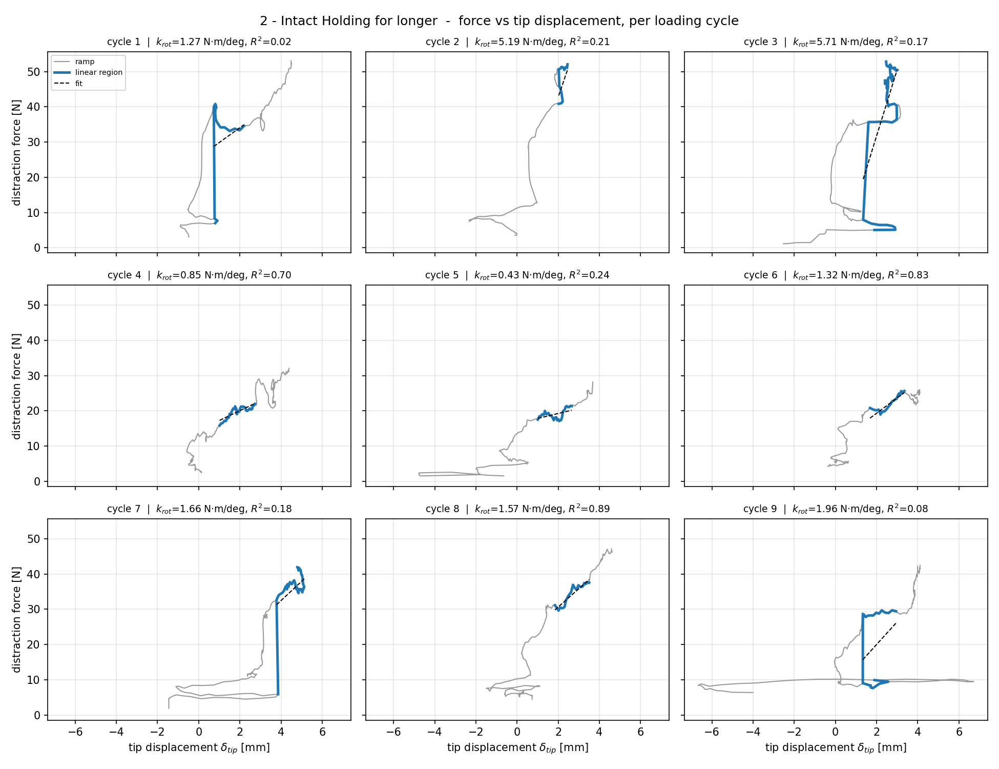 2 - Intact Holding for longer  -  force vs tip displacement, per loading cycle
cycle 1  |  k_rot=1.27 N·m/deg, R²=0.02
cycle 2  |  k_rot=5.19 N·m/deg, R²=0.21
cycle 3  |  k_rot=5.71 N·m/deg, R²=0.17
ramp
linear region
fit
distraction force [N]
50
40
30
20
10
0
cycle 4  |  k_rot=0.85 N·m/deg, R²=0.70
cycle 5  |  k_rot=0.43 N·m/deg, R²=0.24
cycle 6  |  k_rot=1.32 N·m/deg, R²=0.83
distraction force [N]
50
40
30
20
10
0
cycle 7  |  k_rot=1.66 N·m/deg, R²=0.18
cycle 8  |  k_rot=1.57 N·m/deg, R²=0.89
cycle 9  |  k_rot=1.96 N·m/deg, R²=0.08
distraction force [N]
50
40
30
20
10
0
−6 −4 −2 0 2 4 6
−6 −4 −2 0 2 4 6
−6 −4 −2 0 2 4 6
tip displacement δ_tip [mm]
tip displacement δ_tip [mm]
tip displacement δ_tip [mm]